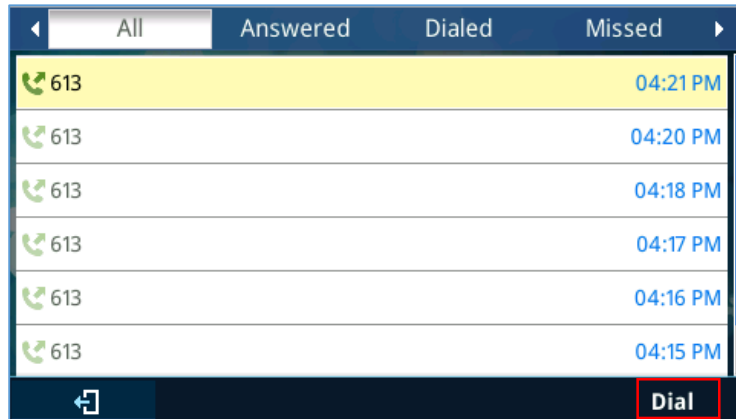 All Answered Dialed Missed
613 04:21 PM
613 04:20 PM
613 04:18 PM
613 04:17 PM
613 04:16 PM
613 04:15 PM
Dial